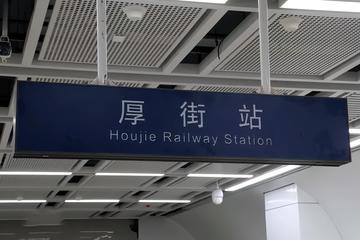 厚街站
Houjie Railway Station